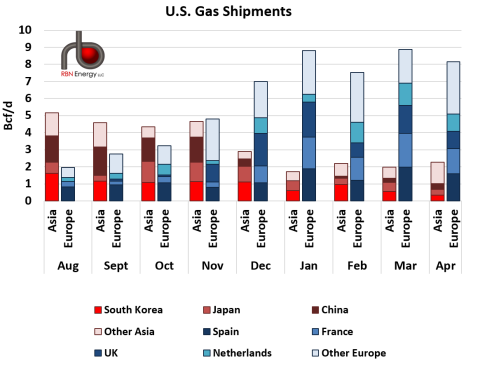 U.S. Gas Shipments
RBN Energy LLC
Bcf/d
10
9
8
7
6
5
4
3
2
1
0
Asia Europe Asia Europe Asia Europe Asia Europe Asia Europe Asia Europe Asia Europe Asia Europe Asia Europe
Aug Sept Oct Nov Dec Jan Feb Mar Apr
South Korea Japan China
Other Asia Spain France
UK Netherlands Other Europe